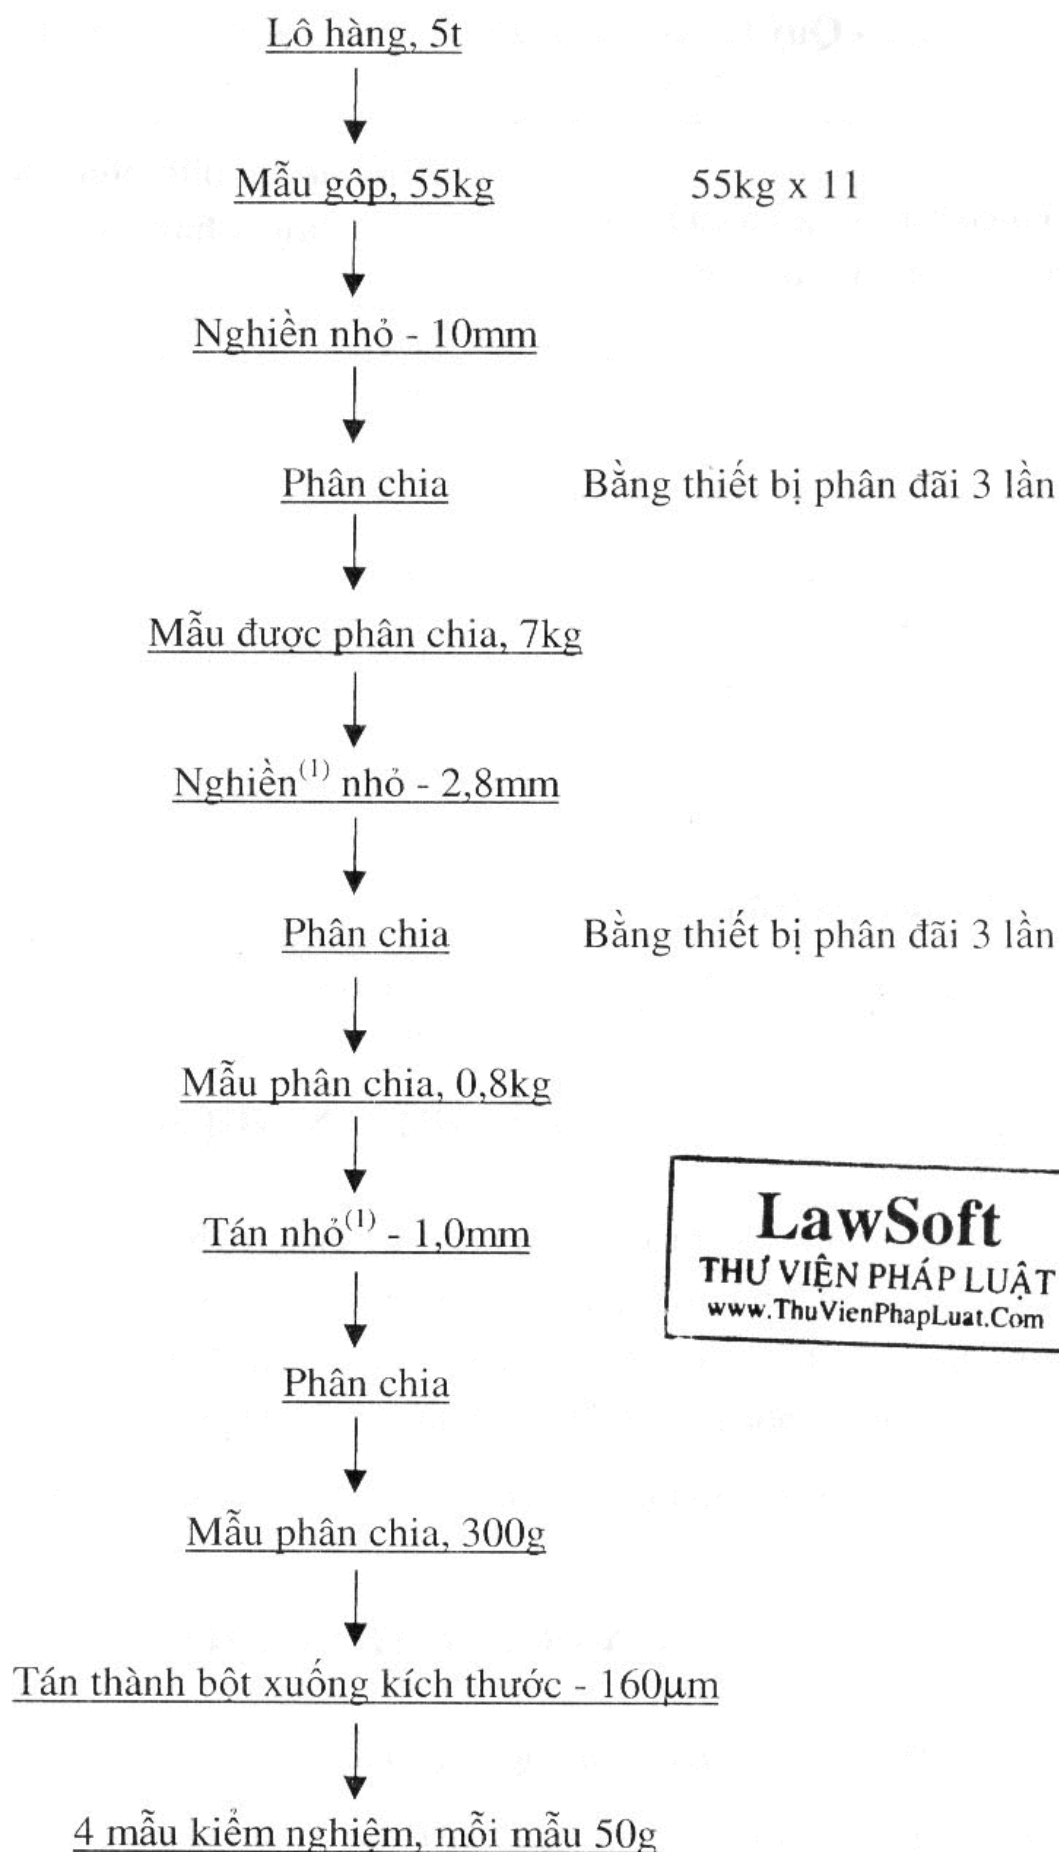 Lô hàng, 5t
Mẫu gộp, 55kg 55kg x 11
Nghiền nhỏ - 10mm
Phân chia Bằng thiết bị phân đãi 3 lần
Mẫu được phân chia, 7kg
Nghiền(1) nhỏ - 2,8mm
Phân chia Bằng thiết bị phân đãi 3 lần
Mẫu phân chia, 0,8kg
Tán nhỏ(1) - 1,0mm
LawSoft
THƯ VIỆN PHÁP LUẬT
www.ThuVienPhapLuat.Com
Phân chia
Mẫu phân chia, 300g
Tán thành bột xuống kích thước - 160µm
4 mẫu kiểm nghiệm, mỗi mẫu 50g